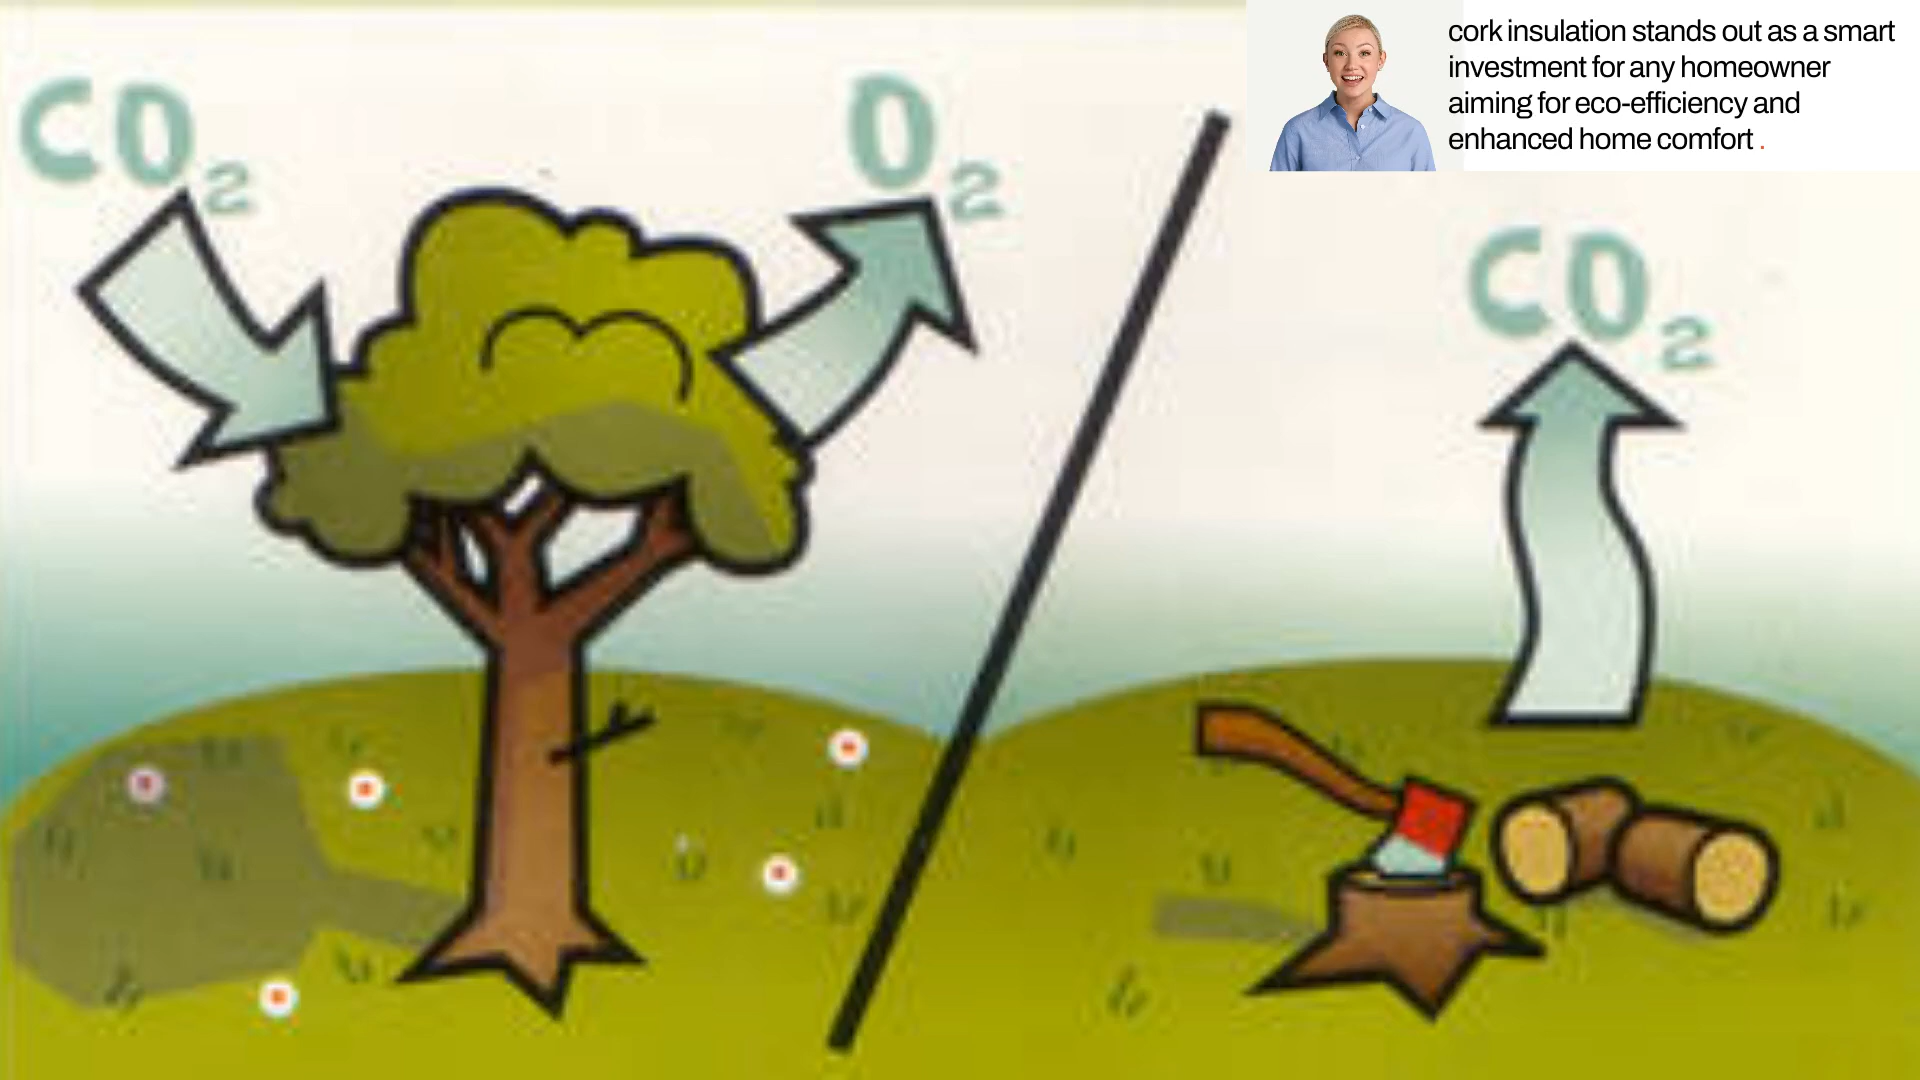 CO₂
O₂
cork insulation stands out as a smart
investment for any homeowner
aiming for eco-efficiency and
enhanced home comfort .
CO₂